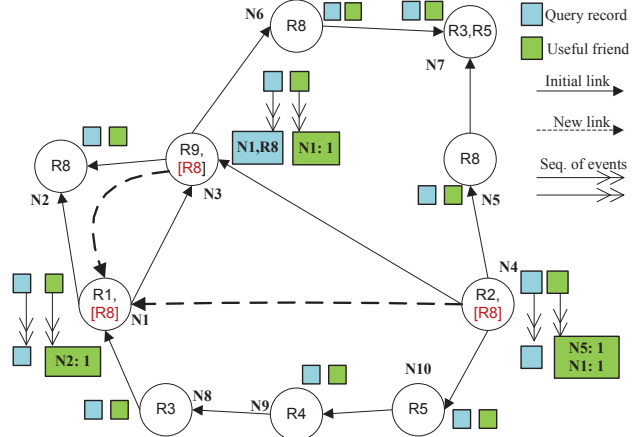 N6
R8
R3,R5
N7
Query record
Useful friend
Initial link
New link
Seq. of events
R8
N2
R9,
[R8]
N3
N1,R8
N1: 1
R8
N5
R1,
[R8]
N1
N2: 1
N4
R2,
[R8]
N5: 1
N1: 1
R3
N8
R4
N9
N10
R5